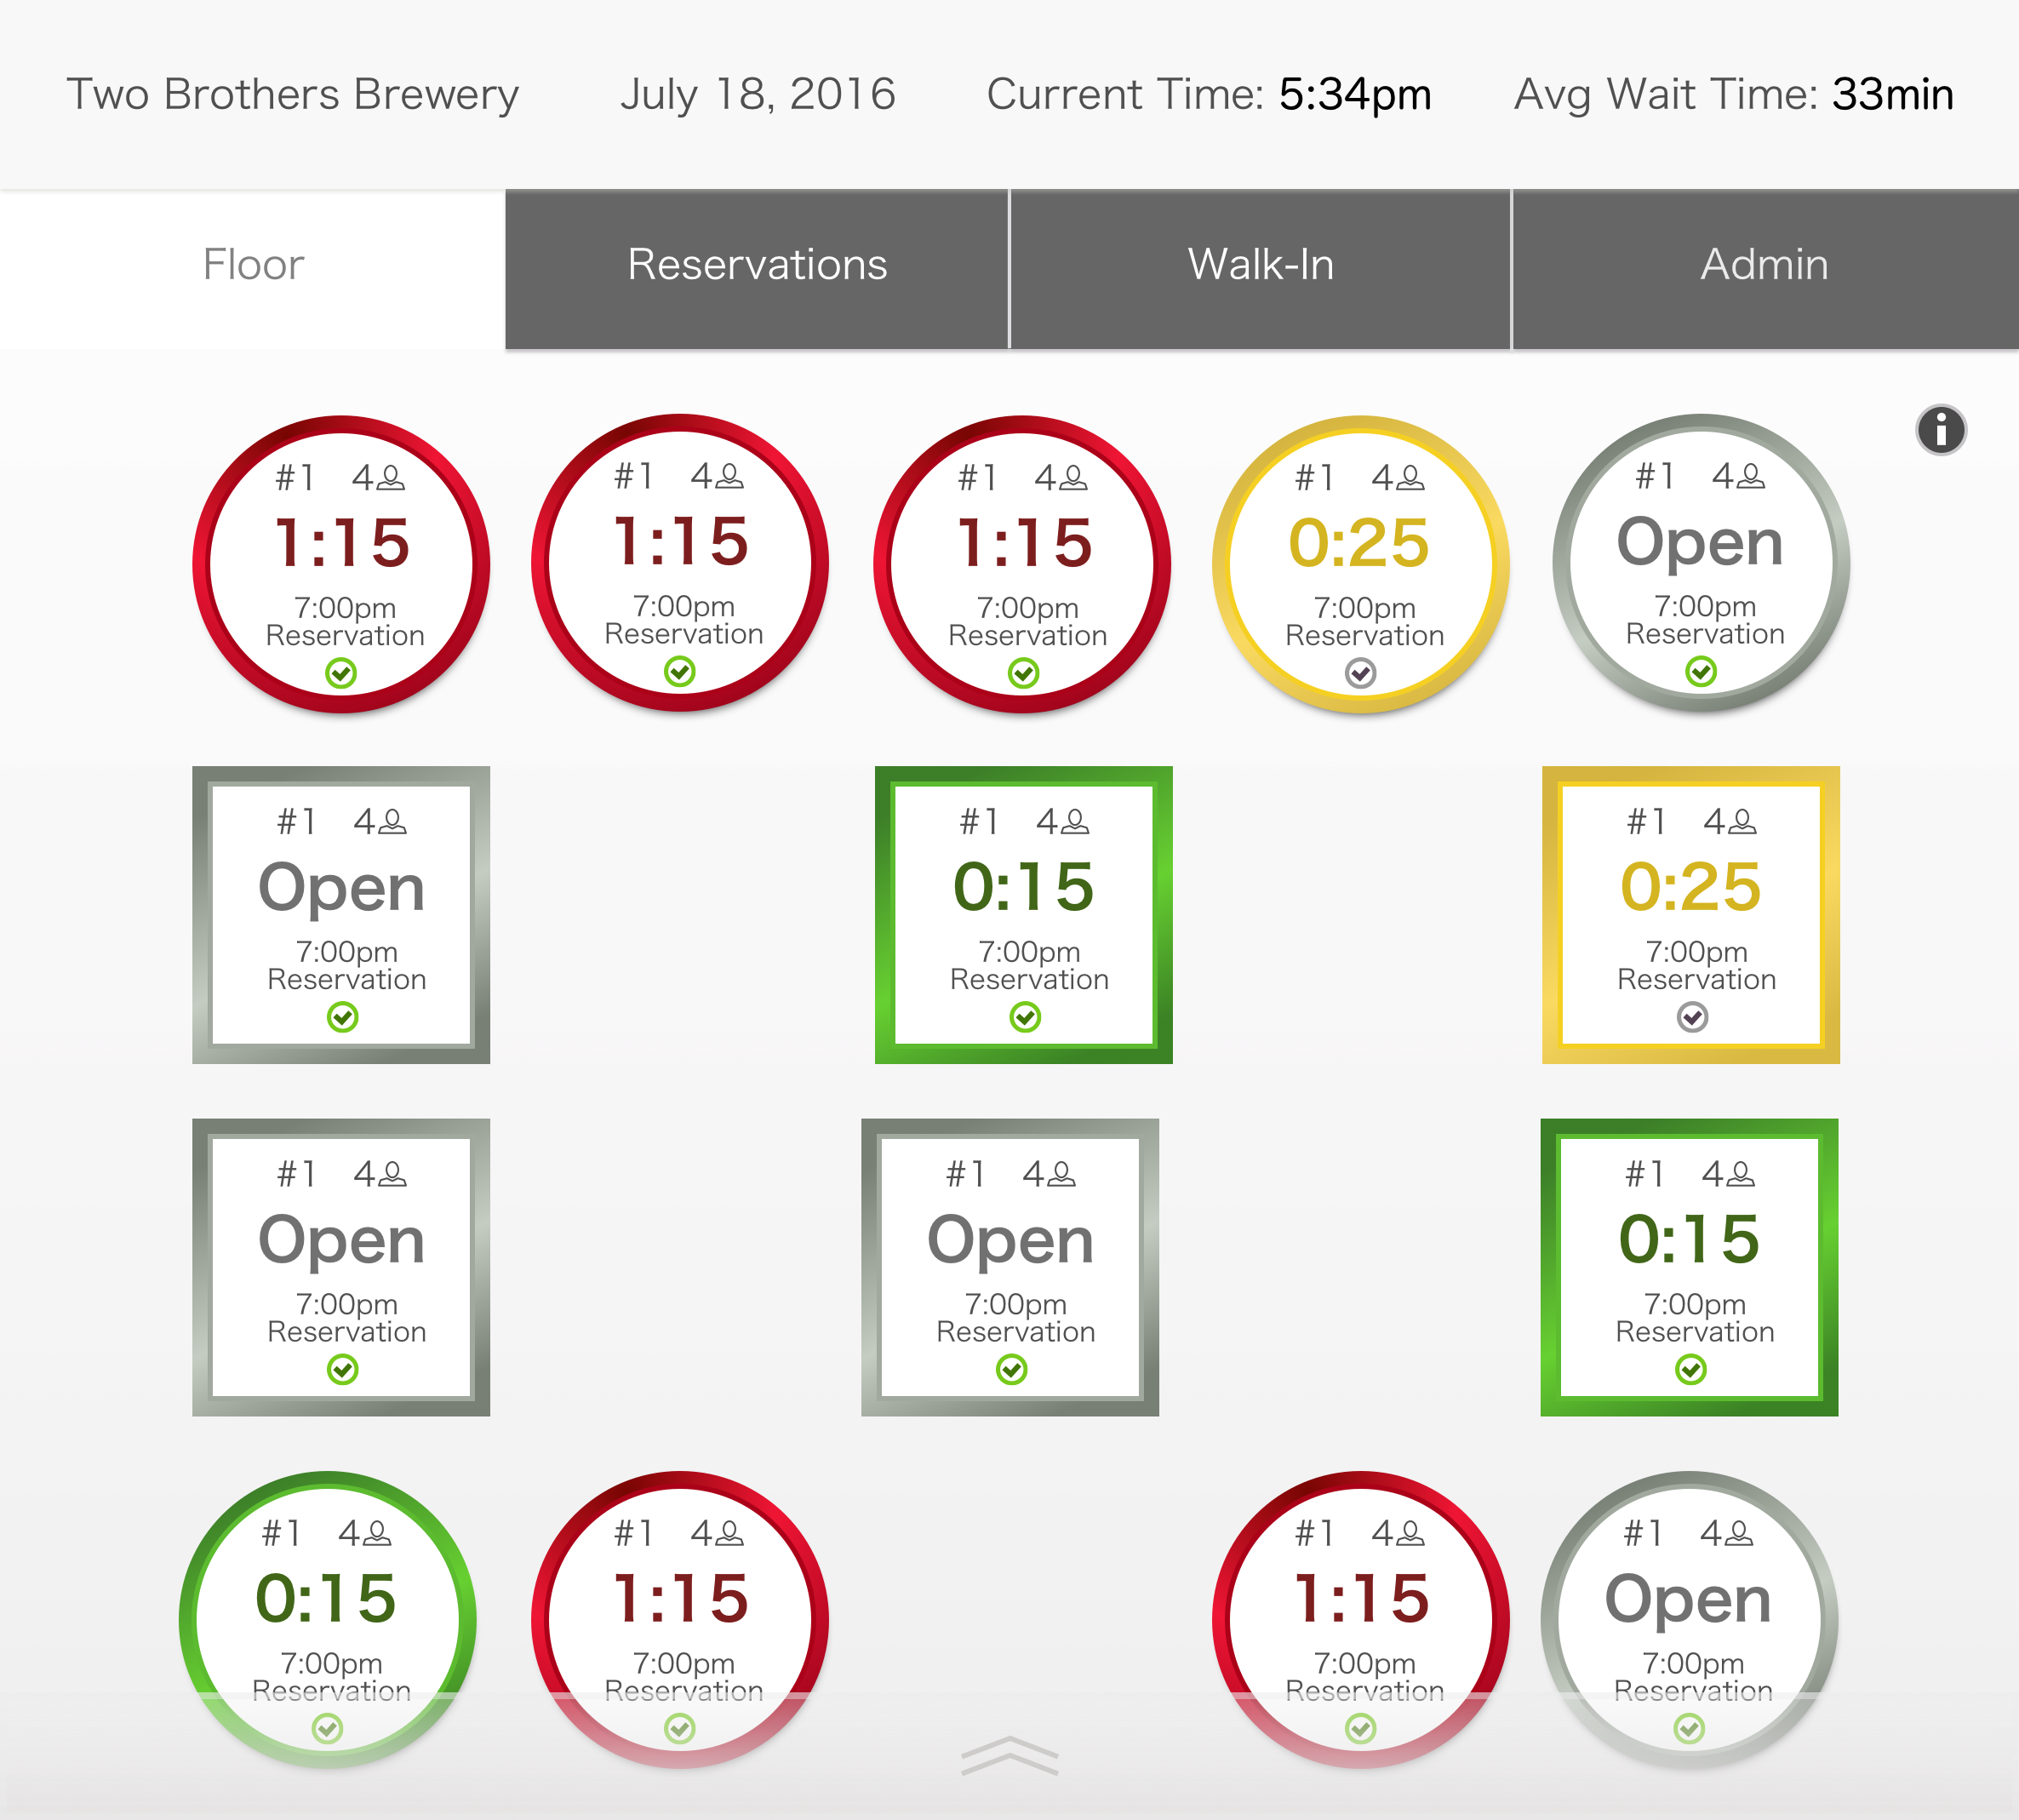 Two Brothers Brewery July 18, 2016 Current Time: 5:34pm Avg Wait Time: 33min
Floor Reservations Walk-In Admin
#1 4
1:15
7:00pm
Reservation
#1 4
1:15
7:00pm
Reservation
#1 4
1:15
7:00pm
Reservation
#1 4
0:25
7:00pm
Reservation
#1 4
Open
7:00pm
Reservation
i
#1 4
Open
7:00pm
Reservation
#1 4
0:15
7:00pm
Reservation
#1 4
0:25
7:00pm
Reservation
#1 4
Open
7:00pm
Reservation
#1 4
Open
7:00pm
Reservation
#1 4
0:15
7:00pm
Reservation
#1 4
0:15
7:00pm
Reservation
#1 4
1:15
7:00pm
Reservation
#1 4
1:15
7:00pm
Reservation
#1 4
Open
7:00pm
Reservation